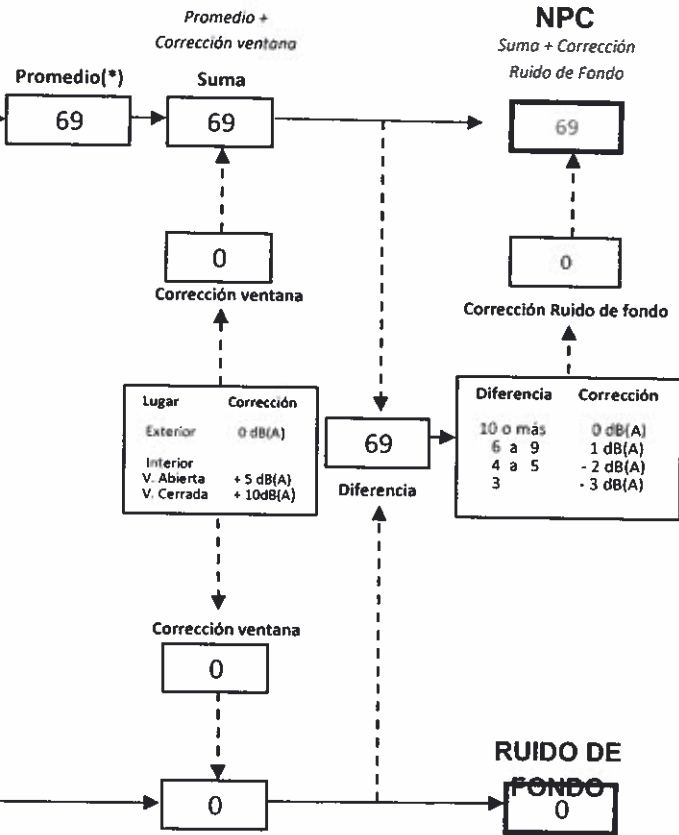 Promedio +
Corrección ventana
NPC
Suma + Corrección
Ruido de Fondo
Promedio(*)
Suma
69
69
69
0
Corrección ventana
0
Corrección Ruido de fondo
Lugar Corrección
Exterior 0 dB(A)
Interior
V. Abierta + 5 dB(A)
V. Cerrada + 10dB(A)
69
Diferencia
Diferencia Corrección
10 o más 0 dB(A)
6 a 9 1 dB(A)
4 a 5 - 2 dB(A)
3 - 3 dB(A)
Corrección ventana
0
0
RUIDO DE
FONDO
0